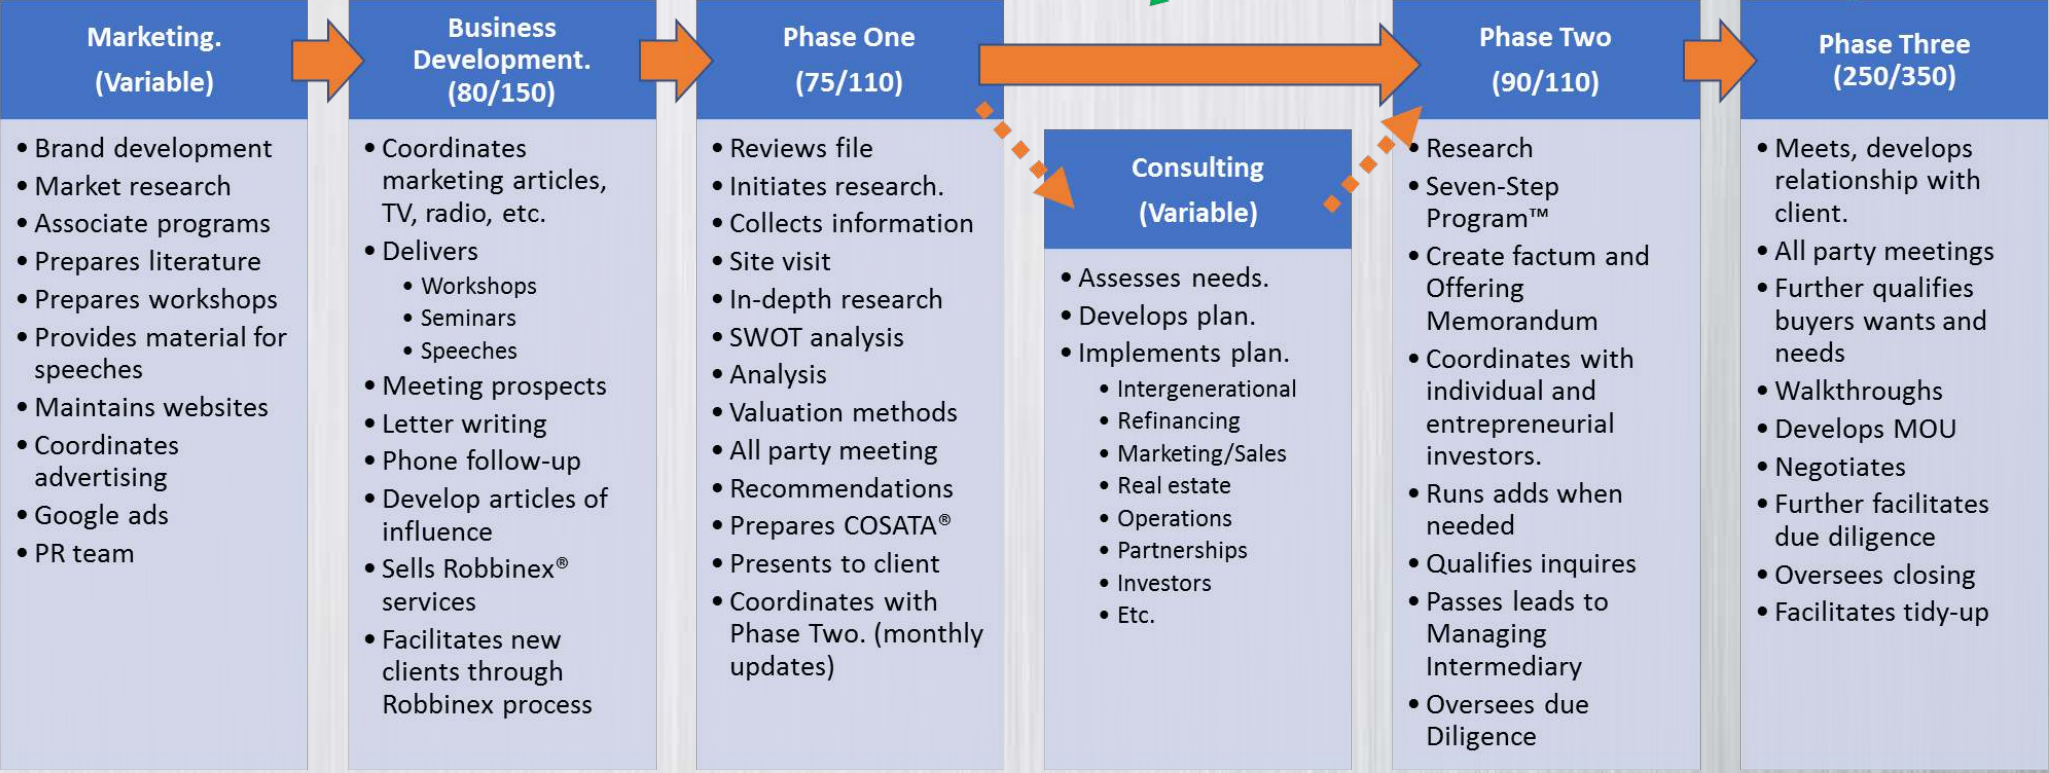 Marketing.
(Variable)
• Brand development
• Market research
• Associate programs
• Prepares literature
• Prepares workshops
• Provides material for
speeches
• Maintains websites
• Coordinates
advertising
• Google ads
• PR team
Business
Development.
(80/150)
• Coordinates
marketing articles,
TV, radio, etc.
• Delivers
• Workshops
• Seminars
• Speeches
• Meeting prospects
• Letter writing
• Phone follow-up
• Develop articles of
influence
• Sells Robbinex®
services
• Facilitates new
clients through
Robbinex process
Phase One
(75/110)
• Reviews file
• Initiates research.
• Collects information
• Site visit
• In-depth research
• SWOT analysis
• Analysis
• Valuation methods
• All party meeting
• Recommendations
• Prepares COSATA®
• Presents to client
• Coordinates with
Phase Two. (monthly
updates)
Consulting
(Variable)
• Assesses needs.
• Develops plan.
• Implements plan.
• Intergenerational
• Refinancing
• Marketing/Sales
• Real estate
• Operations
• Partnerships
• Investors
• Etc.
Phase Two
(90/110)
• Research
• Seven-Step
Program™
• Create factum and
Offering
Memorandum
• Coordinates with
individual and
entrepreneurial
investors.
• Runs adds when
needed
• Qualifies inquires
• Passes leads to
Managing
Intermediary
• Oversees due
Diligence
Phase Three
(250/350)
• Meets, develops
relationship with
client.
• All party meetings
• Further qualifies
buyers wants and
needs
• Walkthroughs
• Develops MOU
• Negotiates
• Further facilitates
due diligence
• Oversees closing
• Facilitates tidy-up